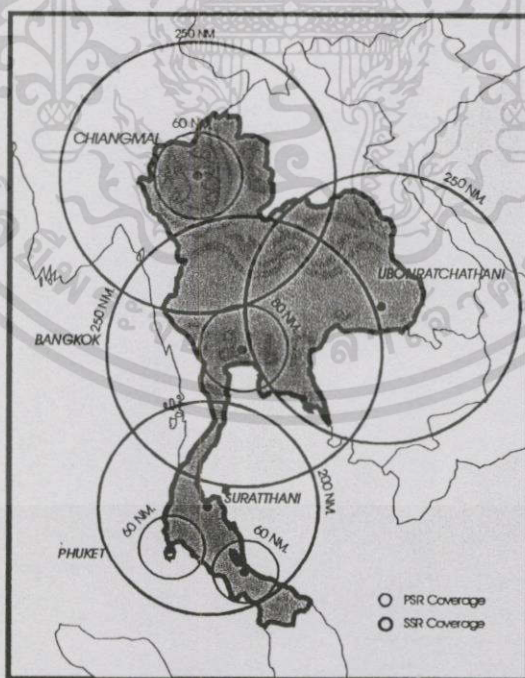 250 NM.
60 NM.
CHIANGMAI
250 NM.
UBONRATCHATHANI
250 NM.
BANGKOK
80 NM.
200 NM.
SURATTHANI
60 NM.
60 NM.
PHUKET
PSR Coverage
SSR Coverage